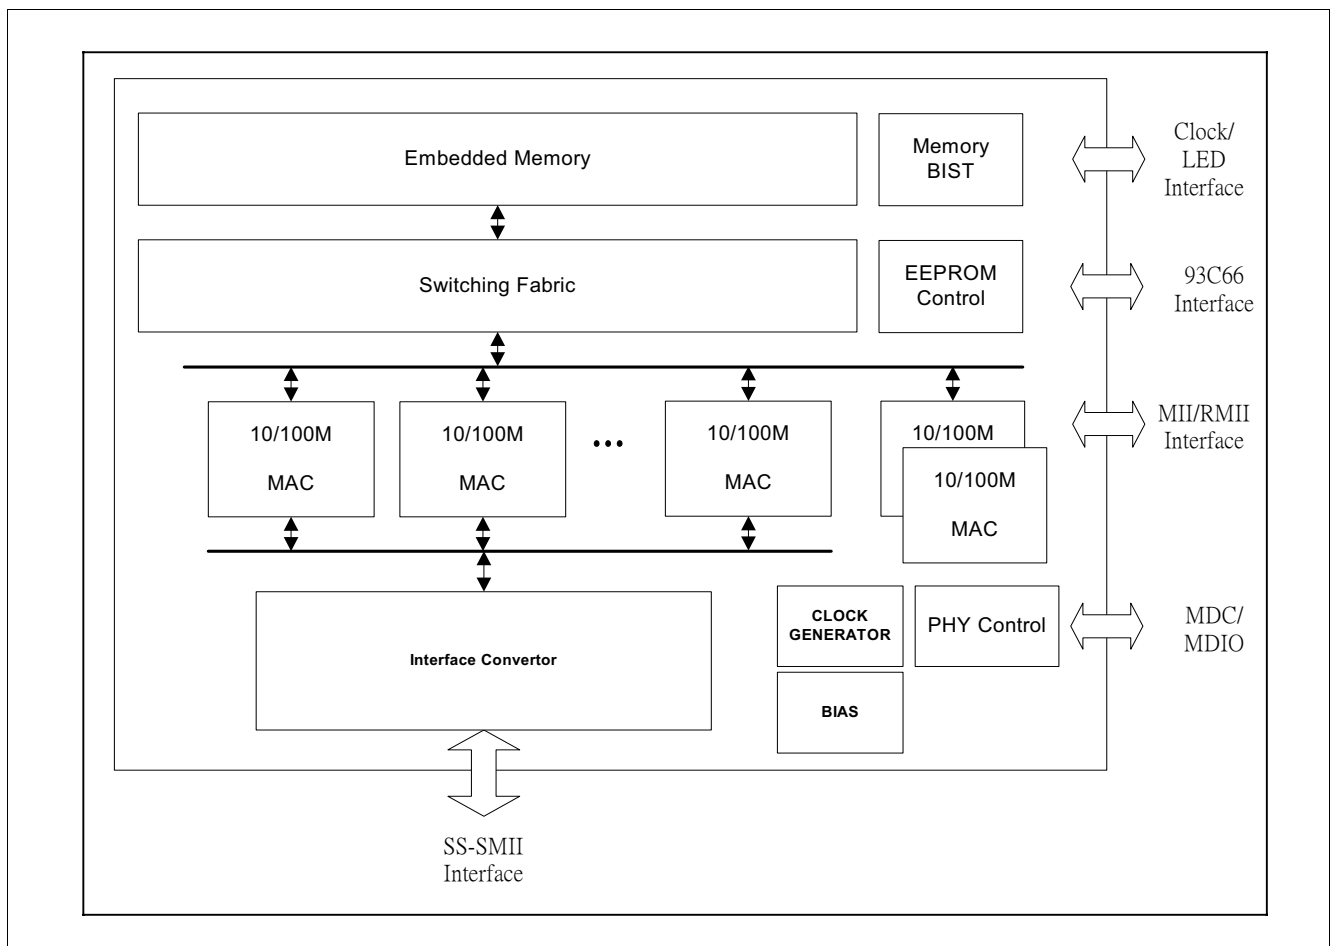 Embedded Memory
Memory
BIST
Clock/
LED
Interface
Switching Fabric
EEPROM
Control
93C66
Interface
10/100M
MAC
10/100M
MAC
...
10/100M
MAC
10/100M
10/100M
MAC
MII/RMII
Interface
Interface Convertor
CLOCK
GENERATOR
PHY Control
MDC/
MDIO
BIAS
SS-SMII
Interface